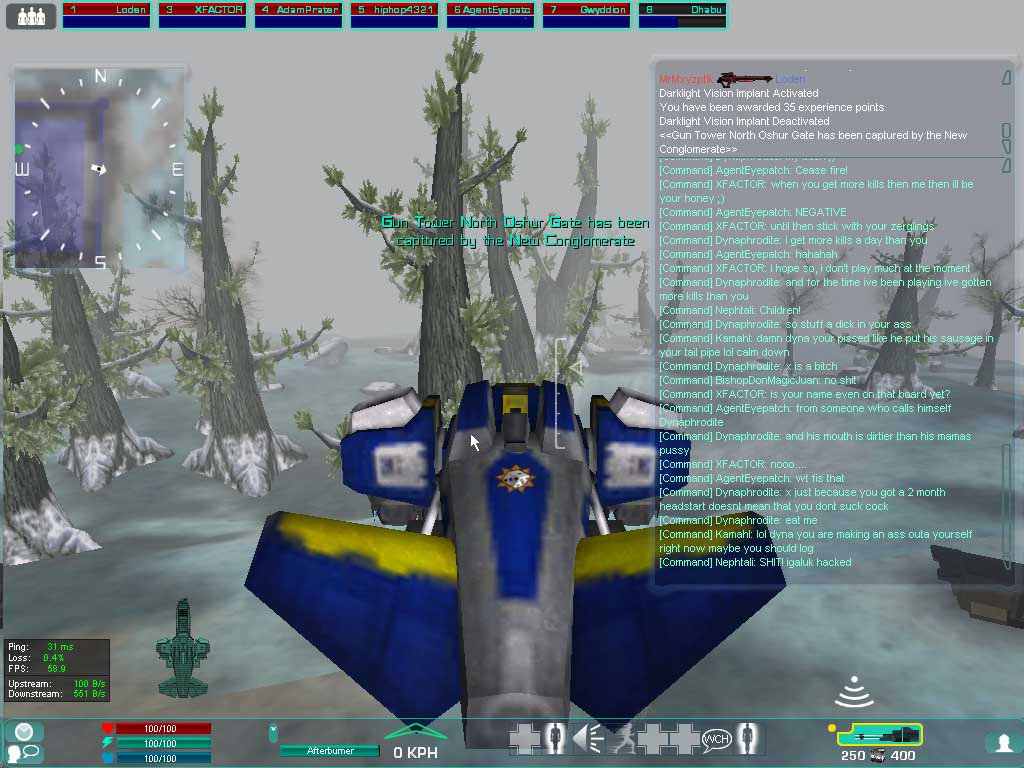 1 Loden
3 XFACTOR
4 AdamPrater
5 hiphop4321
6 AgentEyepatc
7 Gwyddion
8 Dhabu
N
W
E
S
MrMxyzptlk Loden
Darklight Vision Implant Activated
You have been awarded 35 experience points
Darklight Vision Implant Deactivated
<<Gun Tower North Oshur Gate has been captured by the New
Conglomerate>>
[Command] AgentEyepatch: Cease fire!
[Command] XFACTOR: when you get more kills then me then ill be
your honey ;)
[Command] AgentEyepatch: NEGATIVE
[Command] XFACTOR: until then stick with your zerglings
[Command] Dynaphrodite: i get more kills a day than you
[Command] AgentEyepatch: hahahah
[Command] XFACTOR: I hope so, i don't play much at the moment
[Command] Dynaphrodite: and for the time ive been playing ive gotten
more kills than you
[Command] Nephtali: Children!
[Command] Dynaphrodite: so stuff a dick in your ass
[Command] Kamahl: damn dyna your pissed like he put his sausage in
your tail pipe lol calm down
[Command] Dynaphrodite: x is a bitch
[Command] BishopDonMagicJuan: no shit
[Command] XFACTOR: is your name even on that board yet?
[Command] AgentEyepatch: from someone who calls himself
Dynaphrodite
[Command] Dynaphrodite: and his mouth is dirtier than his mamas
pussy
[Command] XFACTOR: nooo....
[Command] AgentEyepatch: wt fis that
[Command] Dynaphrodite: x just because you got a 2 month
headstart doesnt mean that you dont suck cock
[Command] Dynaphrodite: eat me
[Command] Kamahl: lol dyna you are making an ass outa yourself
right now maybe you should log
[Command] Nephtali: SHIT! igaluk hacked
Gun Tower North Oshur Gate has been
captured by the New Conglomerate
Ping: 31 ms
Loss: 0.4%
FPS: 58.9
Upstream: 100 B/s
Downstream: 551 B/s
100/100
100/100
100/100
Afterburner
0 KPH
VCH
250 400